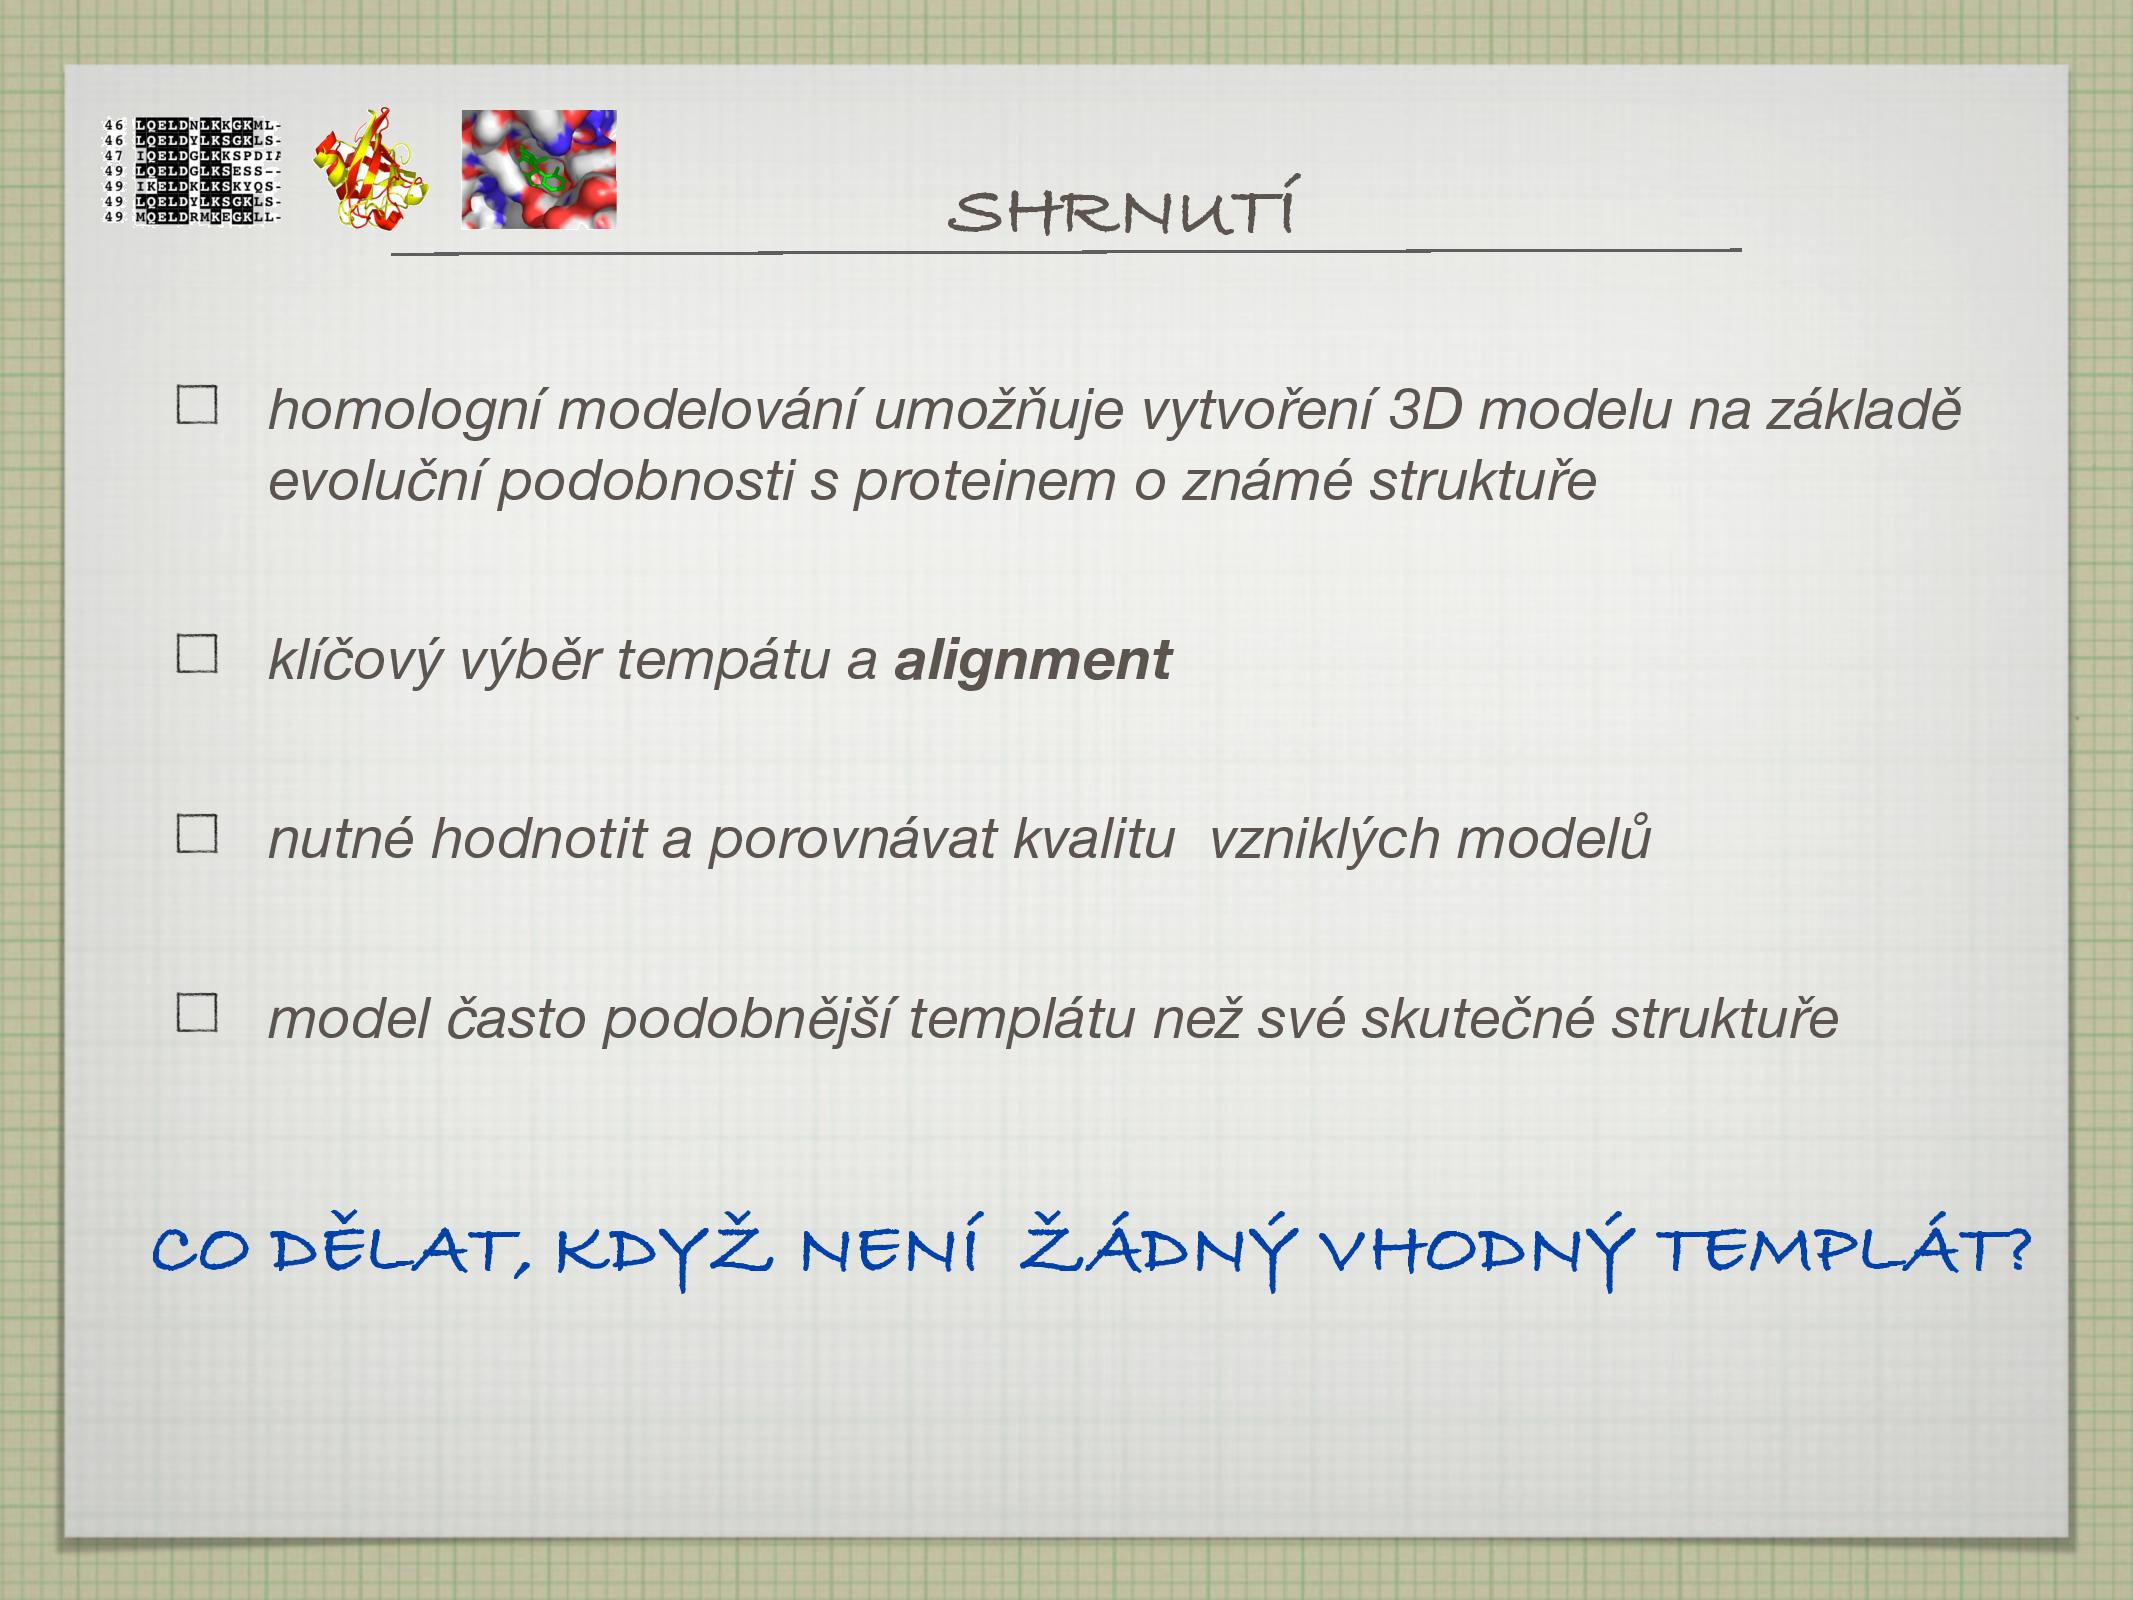 46 LQELDNLKKGKML-
46 LQELDYLKSGKLS-
47 IQELDGLKKSPDIA
49 LQELDGLKSESS--
49 IKELDKLKSKYQS-
49 LQELDYLKSGKLS-
49 MQELDRMKEGKLL-
SHRNUTÍ
homologní modelování umožňuje vytvoření 3D modelu na základě
evoluční podobnosti s proteinem o známé struktuře
klíčový výběr tempátu a alignment
nutné hodnotit a porovnávat kvalitu  vzniklých modelů
model často podobnější templátu než své skutečné struktuře
CO DĚLAT, KDYŽ NENÍ  ŽÁDNÝ VHODNÝ TEMPLÁT?